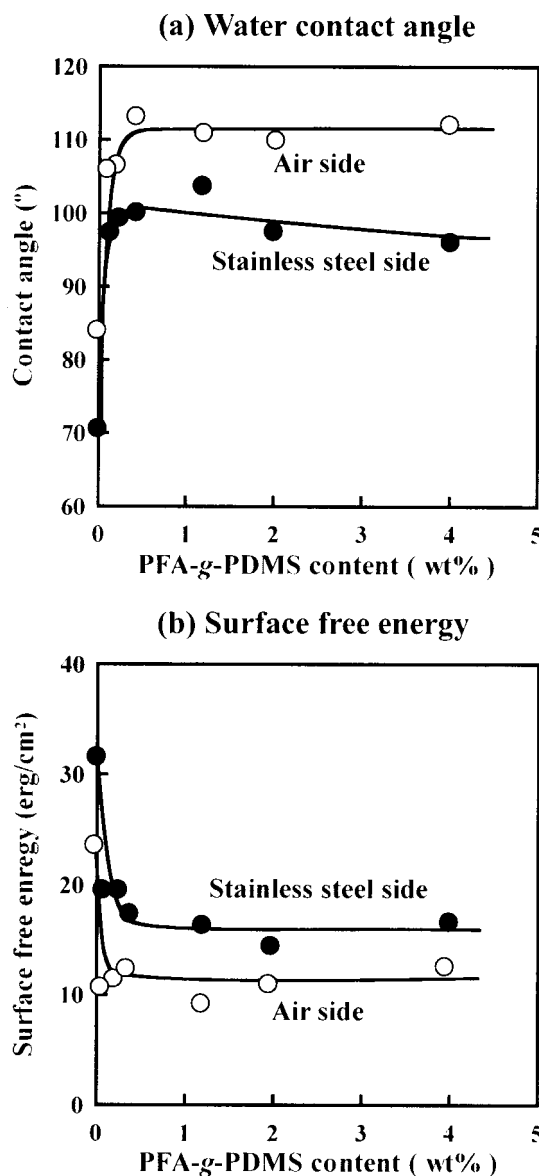 (a) Water contact angle
120
110
100
90
80
70
60
Contact angle (°)
Air side
Stainless steel side
0 1 2 3 4 5
PFA-g-PDMS content ( wt% )
(b) Surface free energy
40
30
20
10
0
Surface free enregy (erg/cm²)
Stainless steel side
Air side
0 1 2 3 4 5
PFA-g-PDMS content ( wt% )